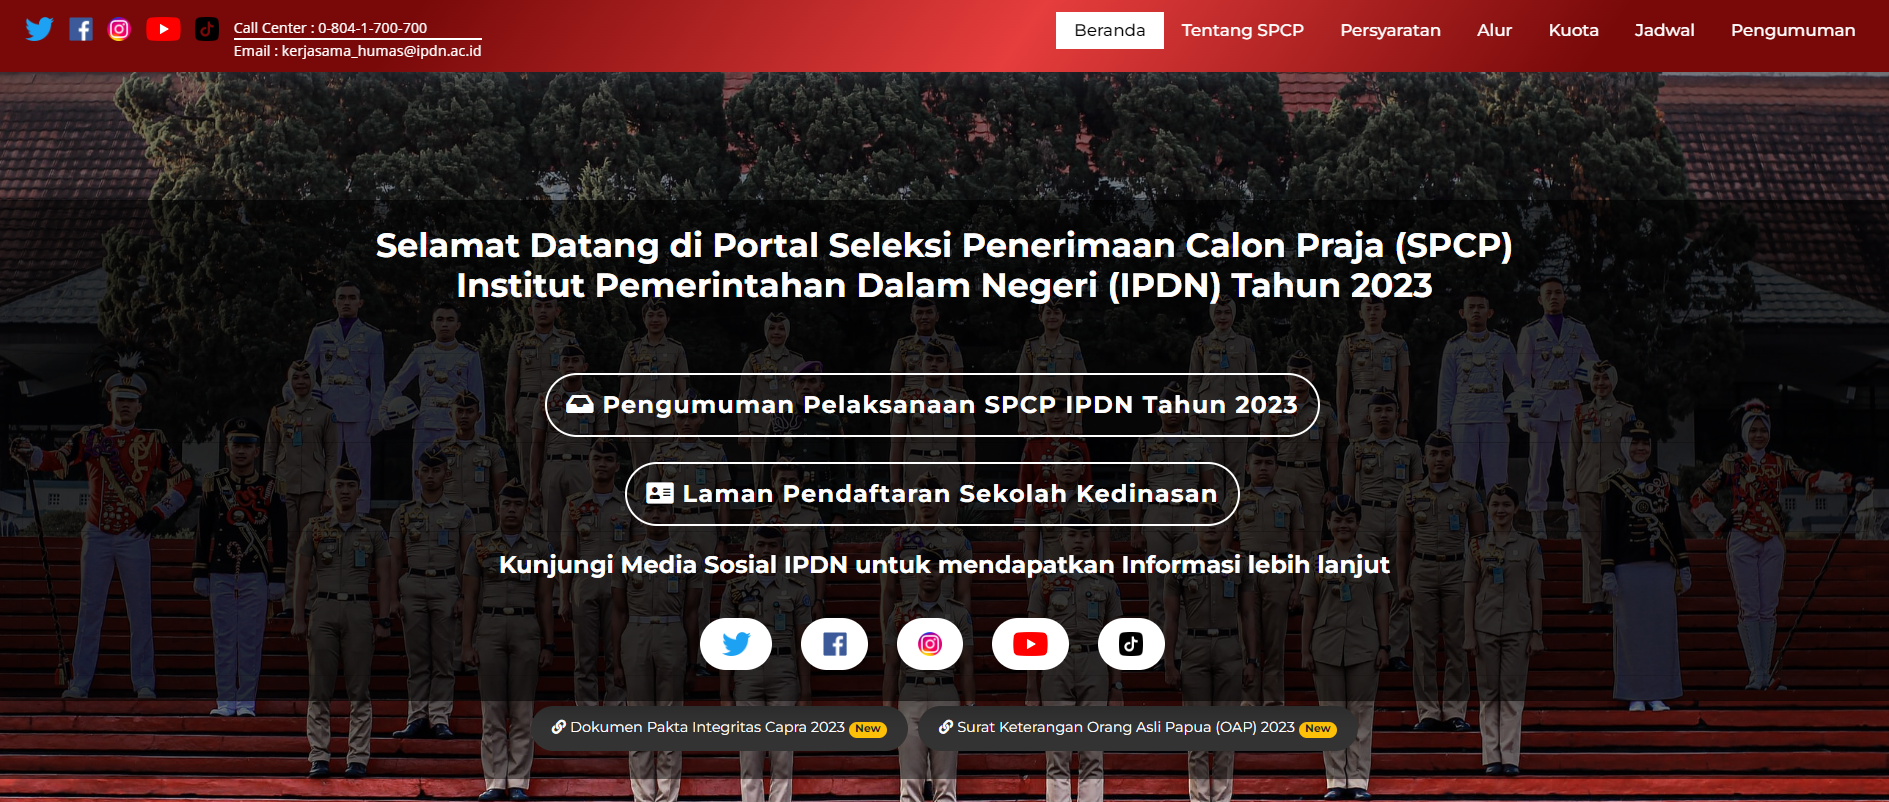 Call Center : 0-804-1-700-700
Email : kerjasama_humas@ipdn.ac.id
Beranda Tentang SPCP Persyaratan Alur Kuota Jadwal Pengumuman
Selamat Datang di Portal Seleksi Penerimaan Calon Praja (SPCP)
Institut Pemerintahan Dalam Negeri (IPDN) Tahun 2023
Pengumuman Pelaksanaan SPCP IPDN Tahun 2023
Laman Pendaftaran Sekolah Kedinasan
Kunjungi Media Sosial IPDN untuk mendapatkan Informasi lebih lanjut
Dokumen Pakta Integritas Capra 2023 New
Surat Keterangan Orang Asli Papua (OAP) 2023 New